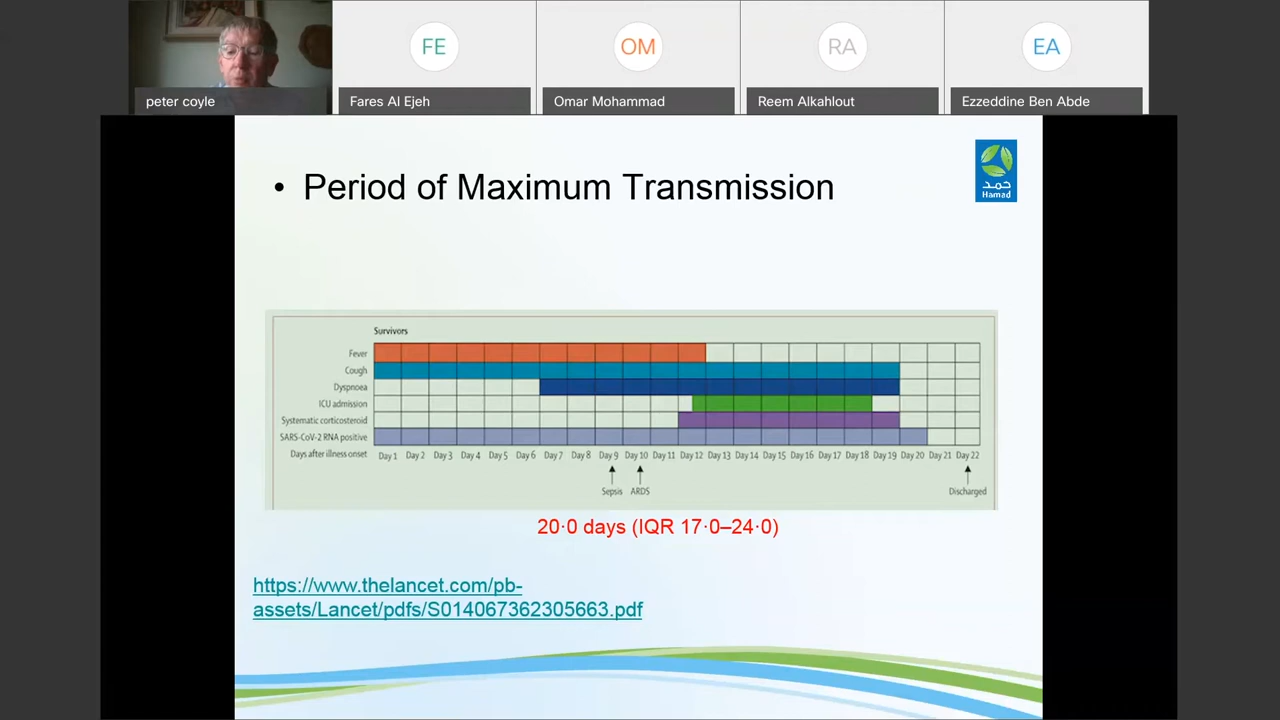 FE
OM
RA
EA
peter coyle
Fares Al Ejeh
Omar Mohammad
Reem Alkahlout
Ezzeddine Ben Abde
• Period of Maximum Transmission
حمد
Hamad
Survivors
Fever
Cough
Dyspnoea
ICU admission
Systematic corticosteroid
SARS-CoV-2 RNA positive
Days after illness onset Day 1 Day 2 Day 3 Day 4 Day 5 Day 6 Day 7 Day 8 Day 9 Day 10 Day 11 Day 12 Day 13 Day 14 Day 15 Day 16 Day 17 Day 18 Day 19 Day 20 Day 21 Day 22
Sepsis ARDS Discharged
20·0 days (IQR 17·0–24·0)
https://www.thelancet.com/pb-
assets/Lancet/pdfs/S014067362305663.pdf